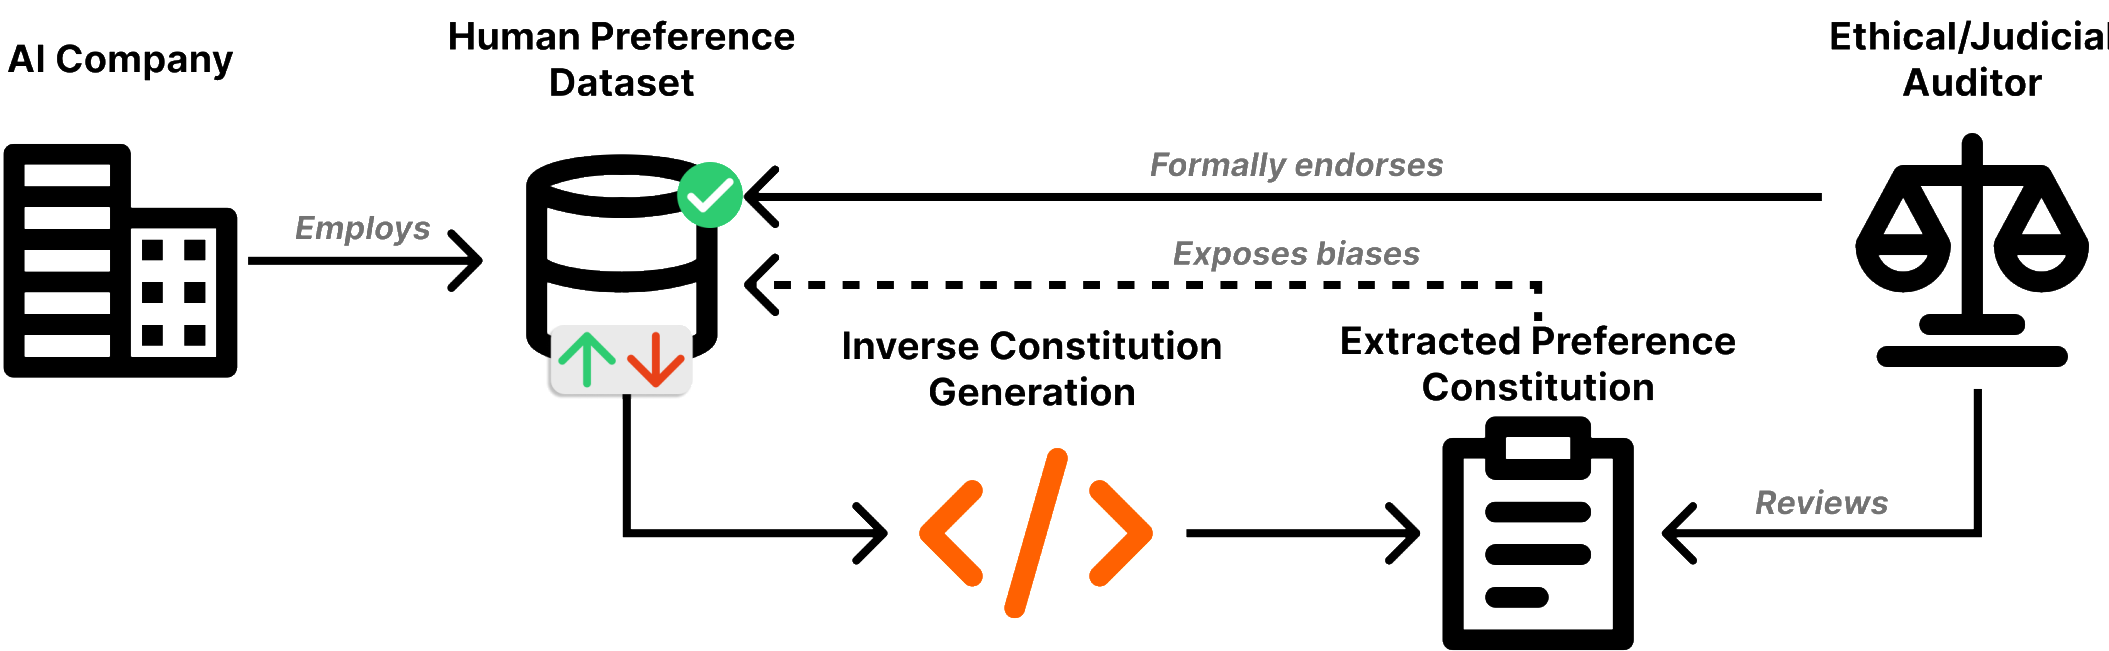 AI Company
Human Preference
Dataset
Ethical/Judicial
Auditor
Formally endorses
Employs
Exposes biases
Inverse Constitution
Generation
Extracted Preference
Constitution
Reviews